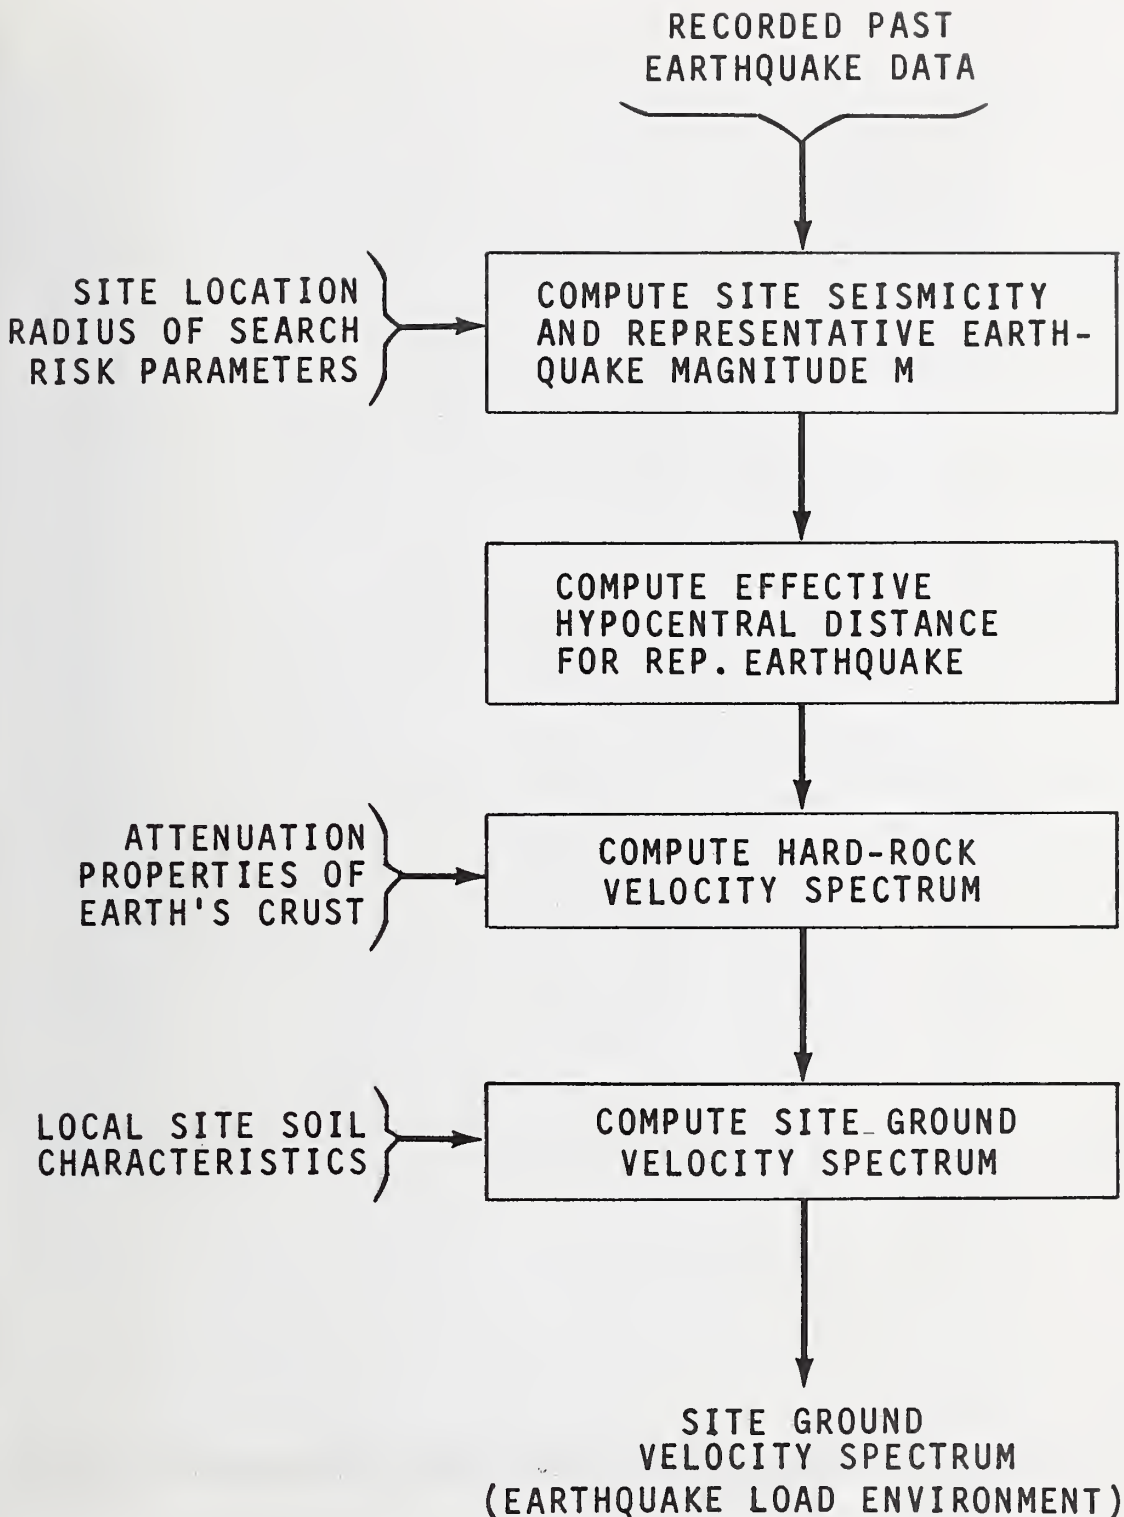 RECORDED PAST
EARTHQUAKE DATA
SITE LOCATION
RADIUS OF SEARCH
RISK PARAMETERS
COMPUTE SITE SEISMICITY
AND REPRESENTATIVE EARTH-
QUAKE MAGNITUDE M
COMPUTE EFFECTIVE
HYPOCENTRAL DISTANCE
FOR REP. EARTHQUAKE
ATTENUATION
PROPERTIES OF
EARTH'S CRUST
COMPUTE HARD-ROCK
VELOCITY SPECTRUM
LOCAL SITE SOIL
CHARACTERISTICS
COMPUTE SITE GROUND
VELOCITY SPECTRUM
SITE GROUND
VELOCITY SPECTRUM
(EARTHQUAKE LOAD ENVIRONMENT)